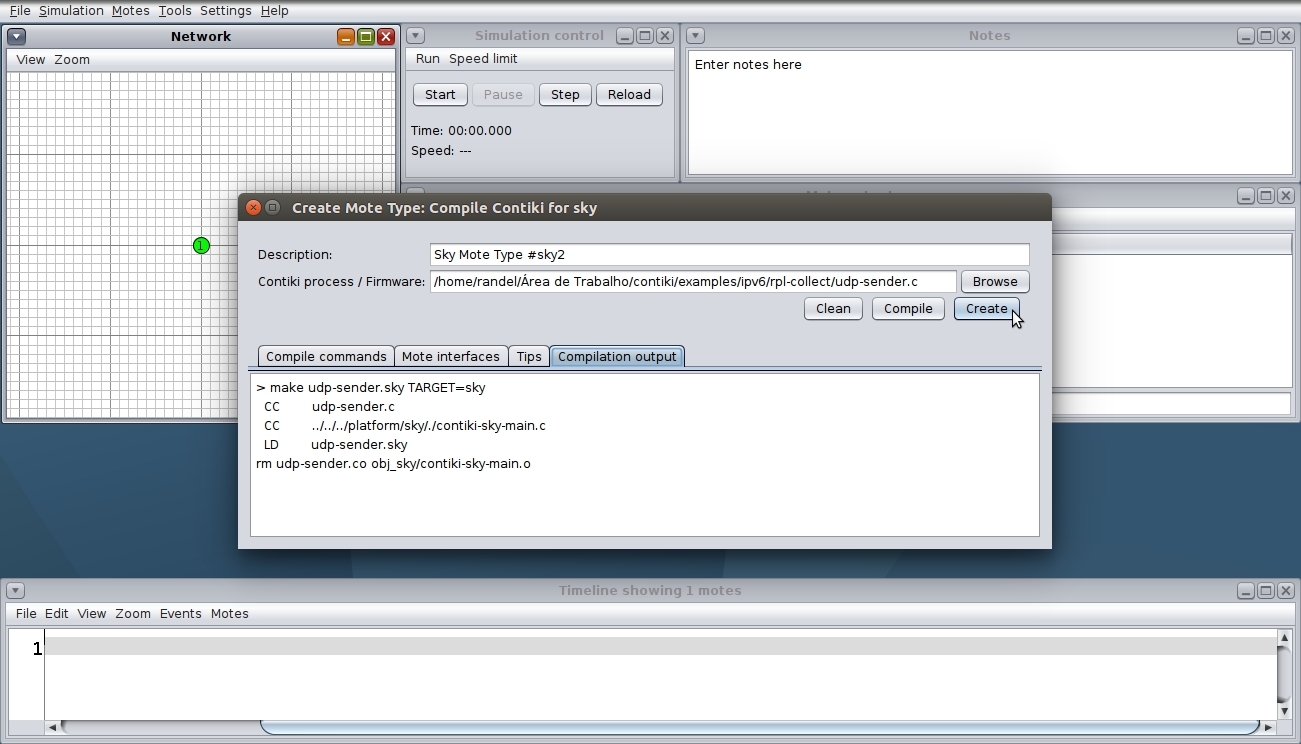 File Simulation Motes Tools Settings Help
Network
View Zoom
1
Simulation control
Run Speed limit
Start Pause Step Reload
Time: 00:00.000
Speed: ---
Notes
Enter notes here
Create Mote Type: Compile Contiki for sky
Description: Sky Mote Type #sky2
Contiki process / Firmware: /home/randel/Área de Trabalho/contiki/examples/ipv6/rpl-collect/udp-sender.c Browse
Clean Compile Create
Compile commands Mote interfaces Tips Compilation output
> make udp-sender.sky TARGET=sky
CC udp-sender.c
CC ../../../platform/sky/./contiki-sky-main.c
LD udp-sender.sky
rm udp-sender.co obj_sky/contiki-sky-main.o
Timeline showing 1 motes
File Edit View Zoom Events Motes
1